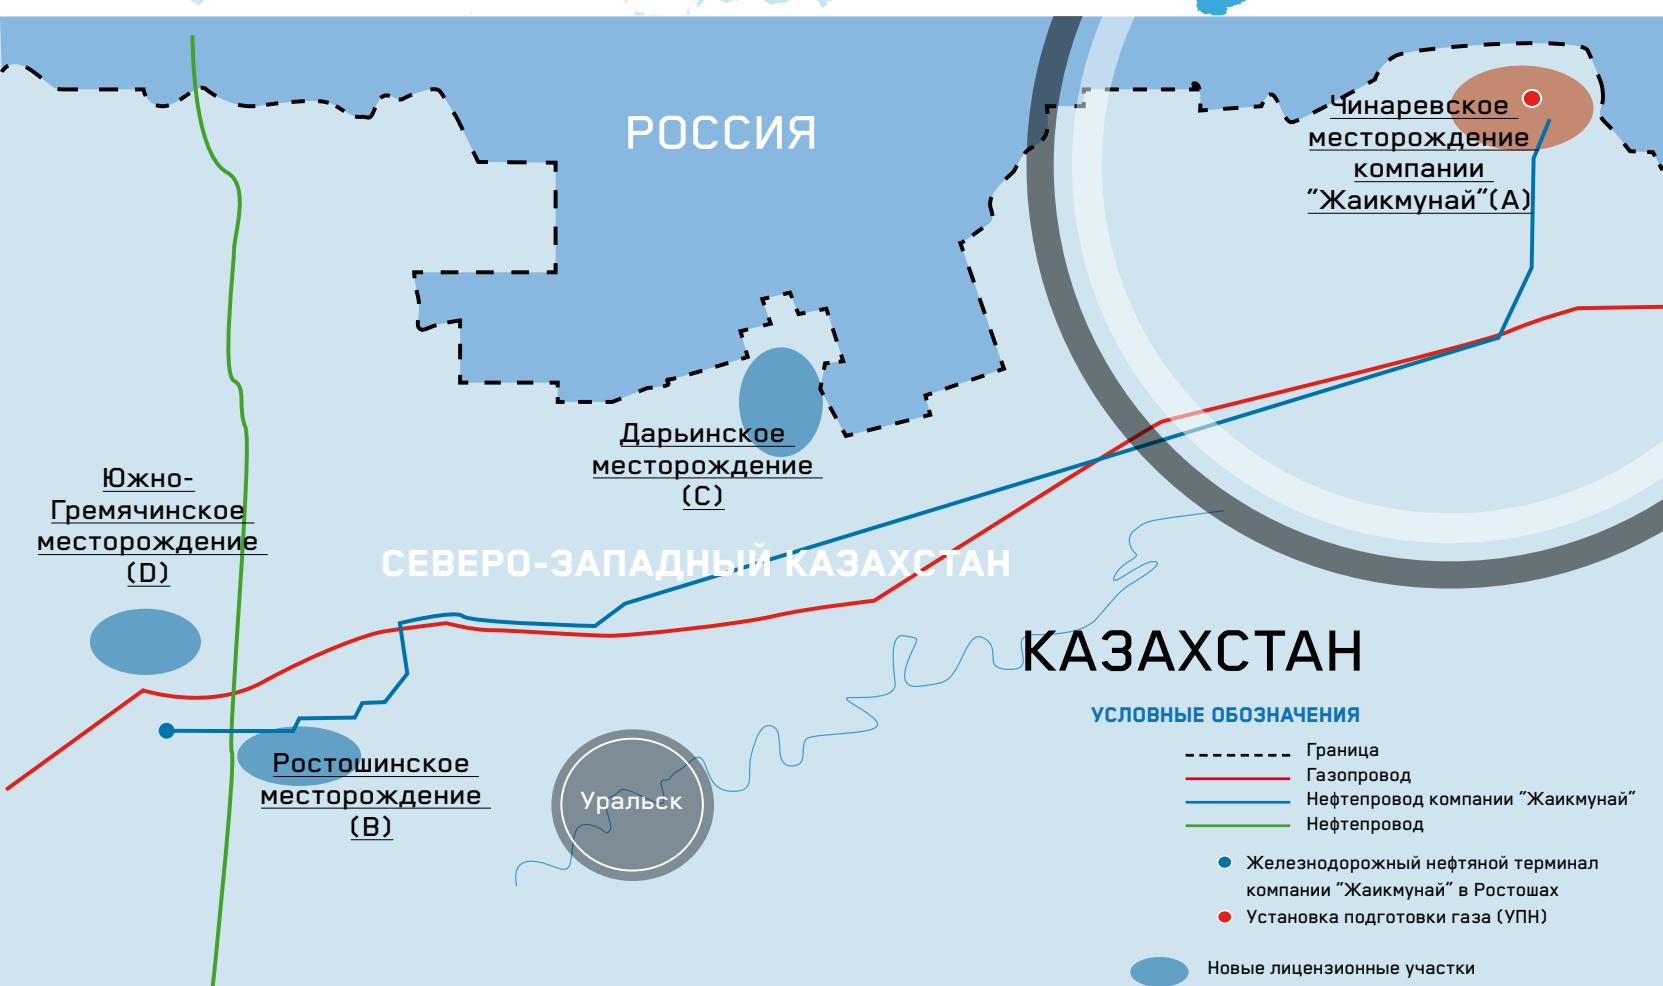 РОССИЯ
Чинаревское
месторождение
компании
“Жаикмунай”(A)
Дарьинское
месторождение
(C)
Южно-
Гремячинское
месторождение
(D)
СЕВЕРО-ЗАПАДНЫЙ КАЗАХСТАН
КАЗАХСТАН
Ростошинское
месторождение
(B)
Уральск
УСЛОВНЫЕ ОБОЗНАЧЕНИЯ
Граница
Газопровод
Нефтепровод компании “Жаикмунай”
Нефтепровод
Железнодорожный нефтяной терминал
компании “Жаикмунай” в Ростошах
Установка подготовки газа (УПН)
Новые лицензионные участки